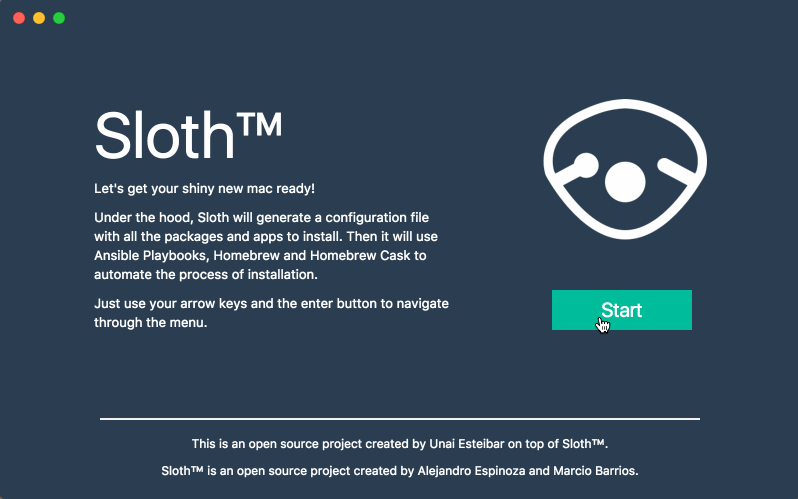 Sloth™
Let's get your shiny new mac ready!
Under the hood, Sloth will generate a configuration file
with all the packages and apps to install. Then it will use
Ansible Playbooks, Homebrew and Homebrew Cask to
automate the process of installation.
Just use your arrow keys and the enter button to navigate
through the menu.
Start
This is an open source project created by Unai Esteibar on top of Sloth™.
Sloth™ is an open source project created by Alejandro Espinoza and Marcio Barrios.